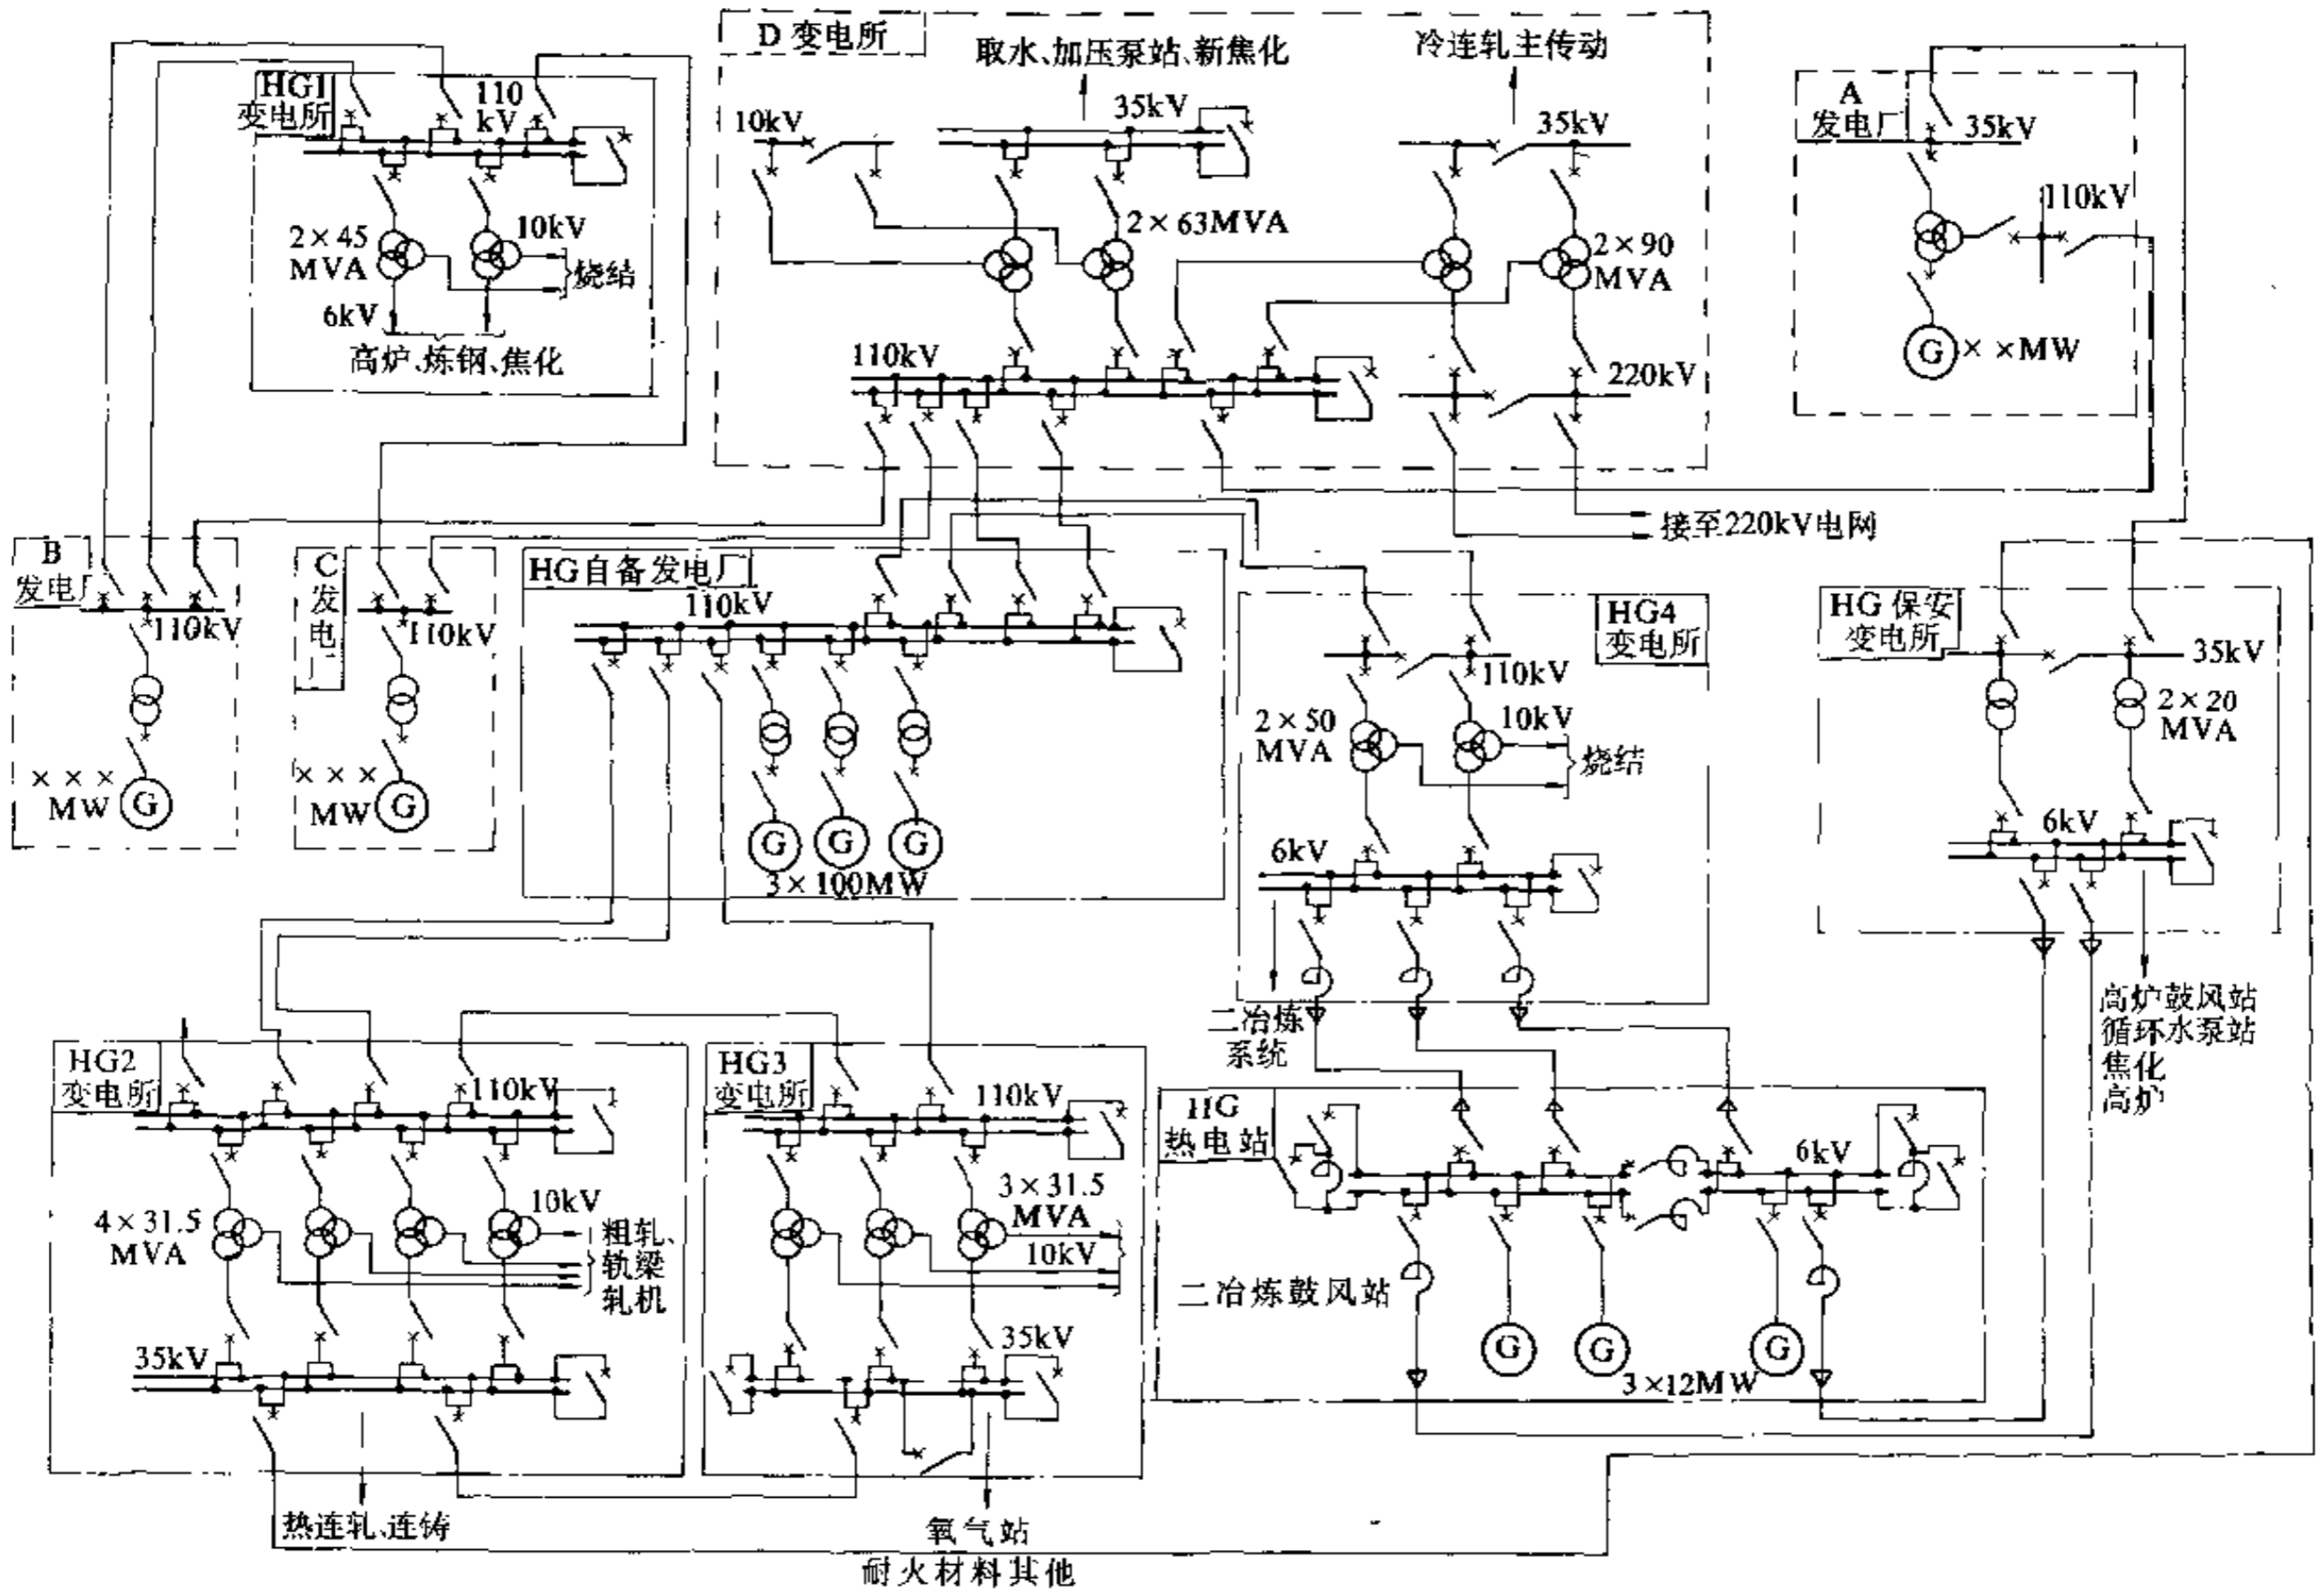 HG1
变电所
110
kV
2×45
MVA
10kV
烧结
6kV
高炉、炼钢、焦化
D 变电所
取水、加压泵站、新焦化
冷连轧主传动
10kV
35kV
35kV
2×63MVA
2×90
MVA
110kV
220kV
接至220kV电网
A
发电厂
35kV
110kV
G
××MW
B
发电厂
110kV
×××
MW
G
C
发
电
厂
110kV
×××
MW
G
HG自备发电厂
110kV
G
G
G
3×100MW
HG4
变电所
110kV
2×50
MVA
10kV
烧结
6kV
二冶炼
系统
HG保安
变电所
35kV
2×20
MVA
6kV
高炉鼓风站
循环水泵站
焦化
高炉
HG2
变电所
110kV
4×31.5
MVA
10kV
粗轧、
轨梁
轧机
35kV
热连轧、连铸
HG3
变电所
110kV
3×31.5
MVA
10kV
35kV
氧气站
耐火材料其他
HG
热电站
6kV
二冶炼鼓风站
G
G
G
3×12MW